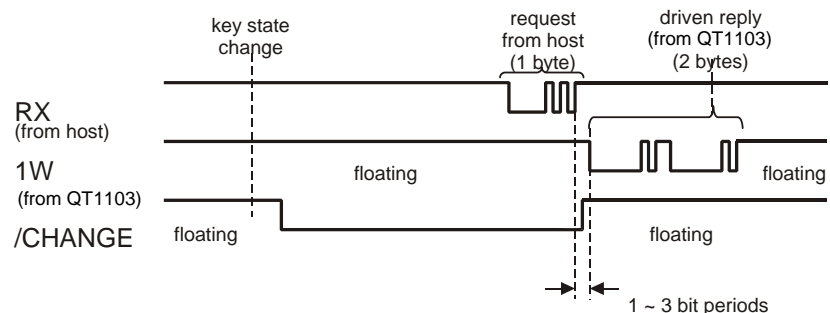 key state
change
request
from host
(1 byte)
driven reply
(from QT1103)
(2 bytes)
RX
(from host)
1W
(from QT1103)
floating
floating
/CHANGE
floating
floating
1 ~ 3 bit periods